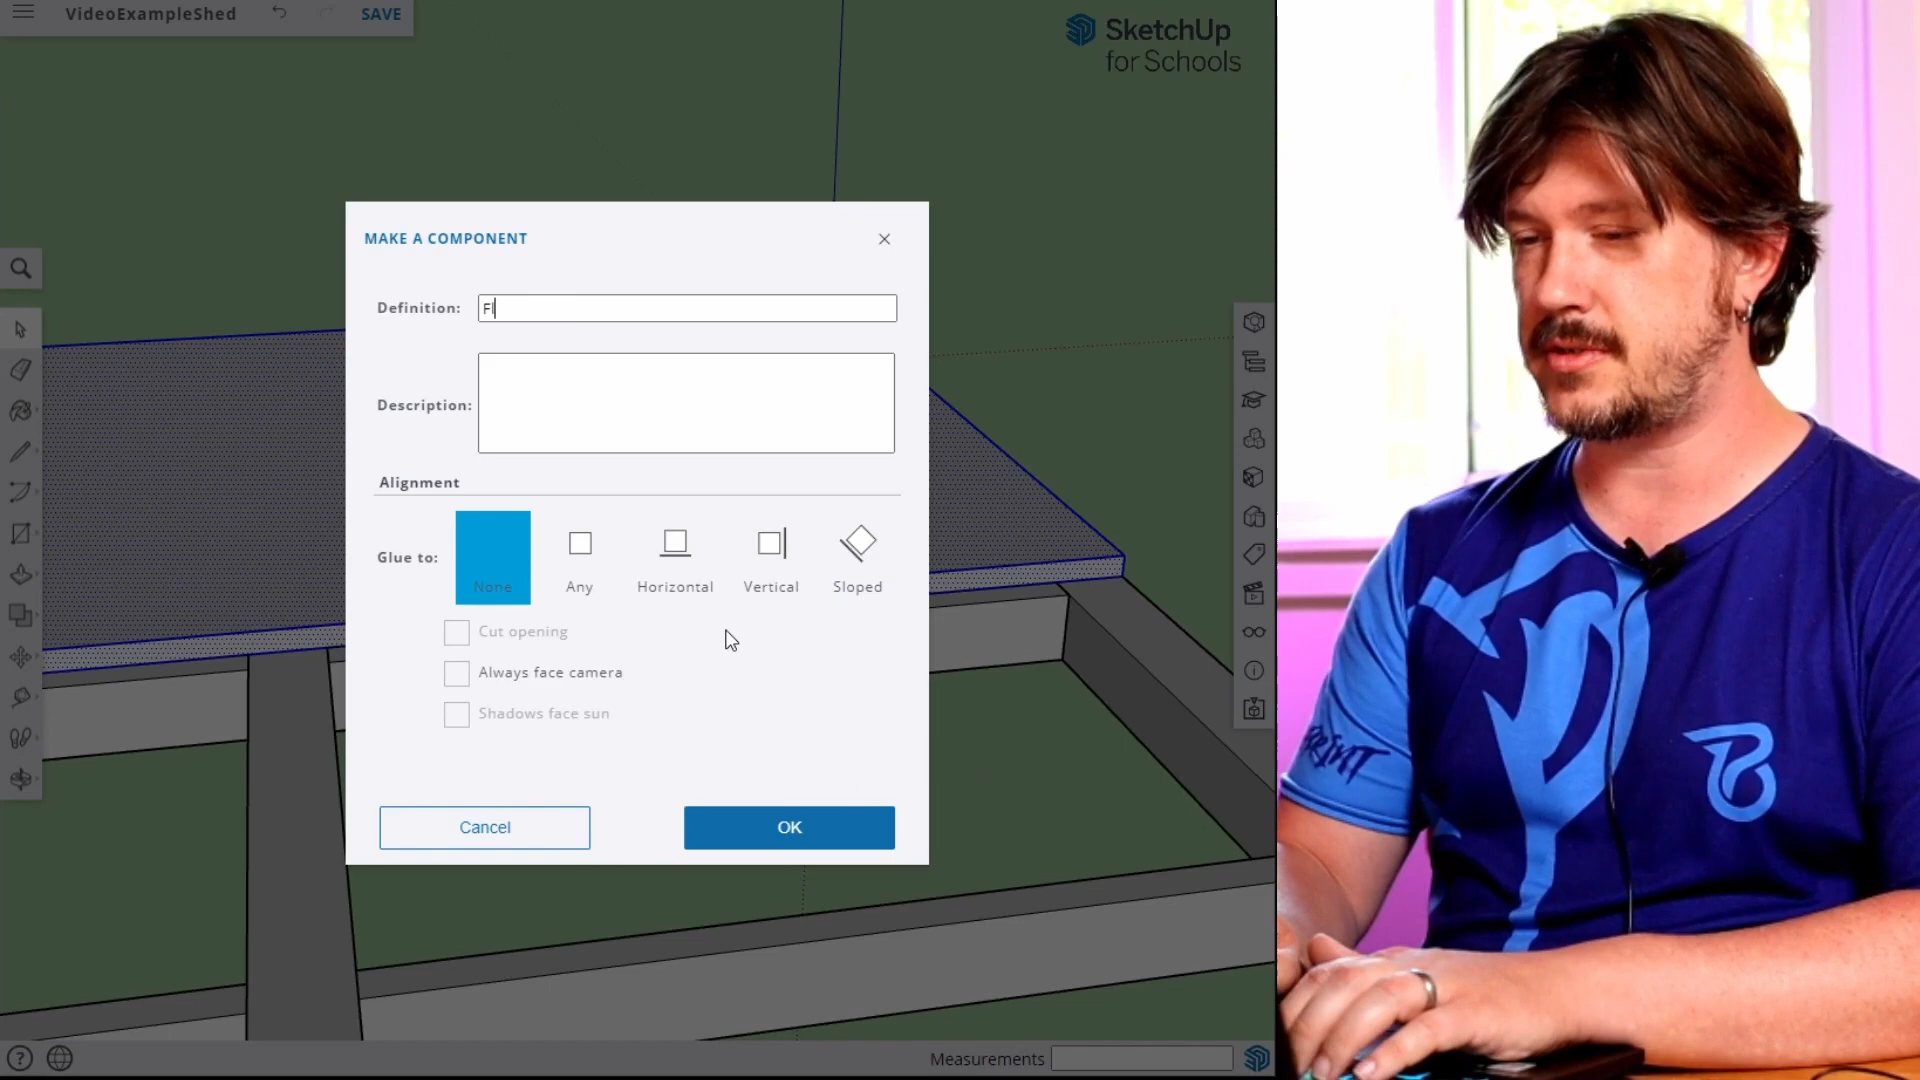 VideoExampleShed
SAVE
SketchUp
for Schools
MAKE A COMPONENT
Definition:
Fl
Description:
Alignment
Glue to:
None
Any
Horizontal
Vertical
Sloped
Cut opening
Always face camera
Shadows face sun
Cancel
OK
Measurements